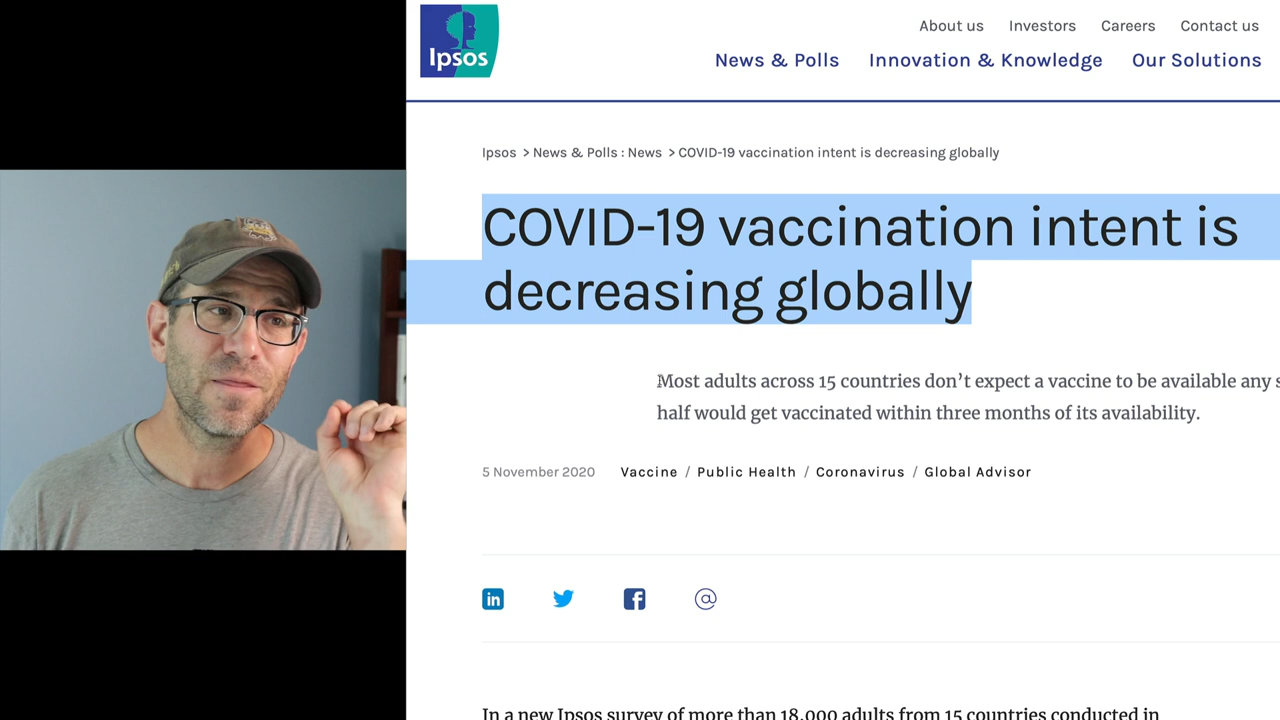 Ipsos
About us Investors Careers Contact us
News & Polls Innovation & Knowledge Our Solutions
Ipsos > News & Polls : News > COVID-19 vaccination intent is decreasing globally
COVID-19 vaccination intent is
decreasing globally
Most adults across 15 countries don’t expect a vaccine to be available any
half would get vaccinated within three months of its availability.
5 November 2020 Vaccine / Public Health / Coronavirus / Global Advisor
in
f
@
In a new Ipsos survey of more than 18,000 adults from 15 countries conducted in